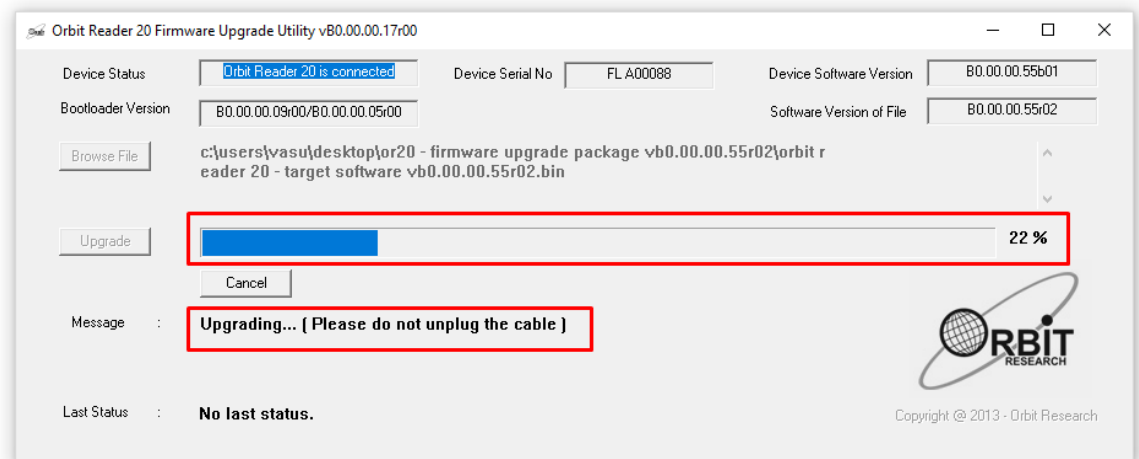 Orbit Reader 20 Firmware Upgrade Utility vB0.00.00.17r00
Device Status Orbit Reader 20 is connected Device Serial No FL A00088 Device Software Version B0.00.00.55b01
Bootloader Version B0.00.00.09r00/B0.00.00.05r00 Software Version of File B0.00.00.55r02
Browse File c:\users\vasu\desktop\or20 - firmware upgrade package vb0.00.00.55r02\orbit r
eader 20 - target software vb0.00.00.55r02.bin
Upgrade 22 %
Cancel
Message : Upgrading... ( Please do not unplug the cable )
ORBIT
RESEARCH
Last Status : No last status.
Copyright @ 2013 - Orbit Research